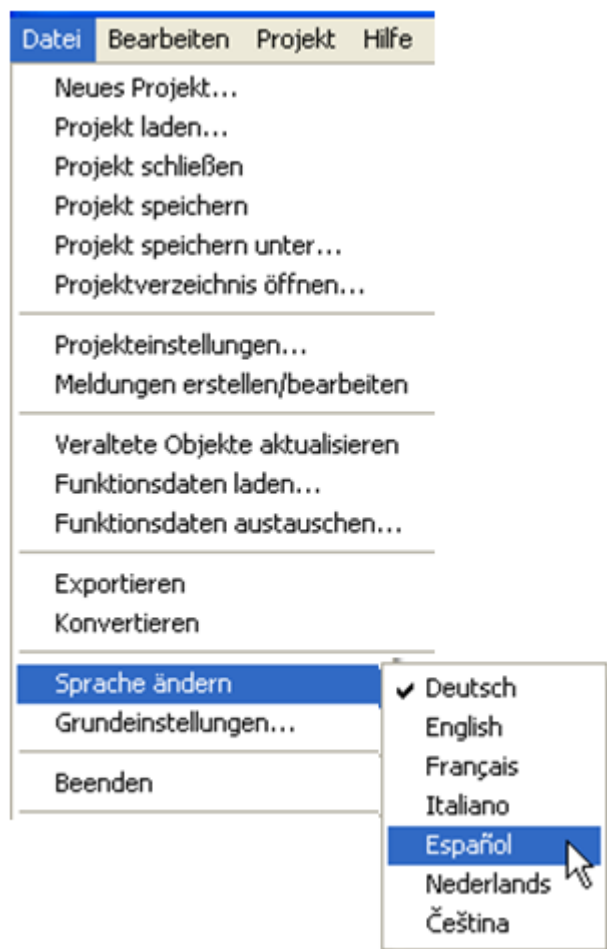 Datei Bearbeiten Projekt Hilfe
Neues Projekt...
Projekt laden...
Projekt schließen
Projekt speichern
Projekt speichern unter...
Projektverzeichnis öffnen...
Projekteinstellungen...
Meldungen erstellen/bearbeiten
Veraltete Objekte aktualisieren
Funktionsdaten laden...
Funktionsdaten austauschen...
Exportieren
Konvertieren
Sprache ändern
Grundeinstellungen...
Beenden
Deutsch
English
Français
Italiano
Español
Nederlands
Čeština